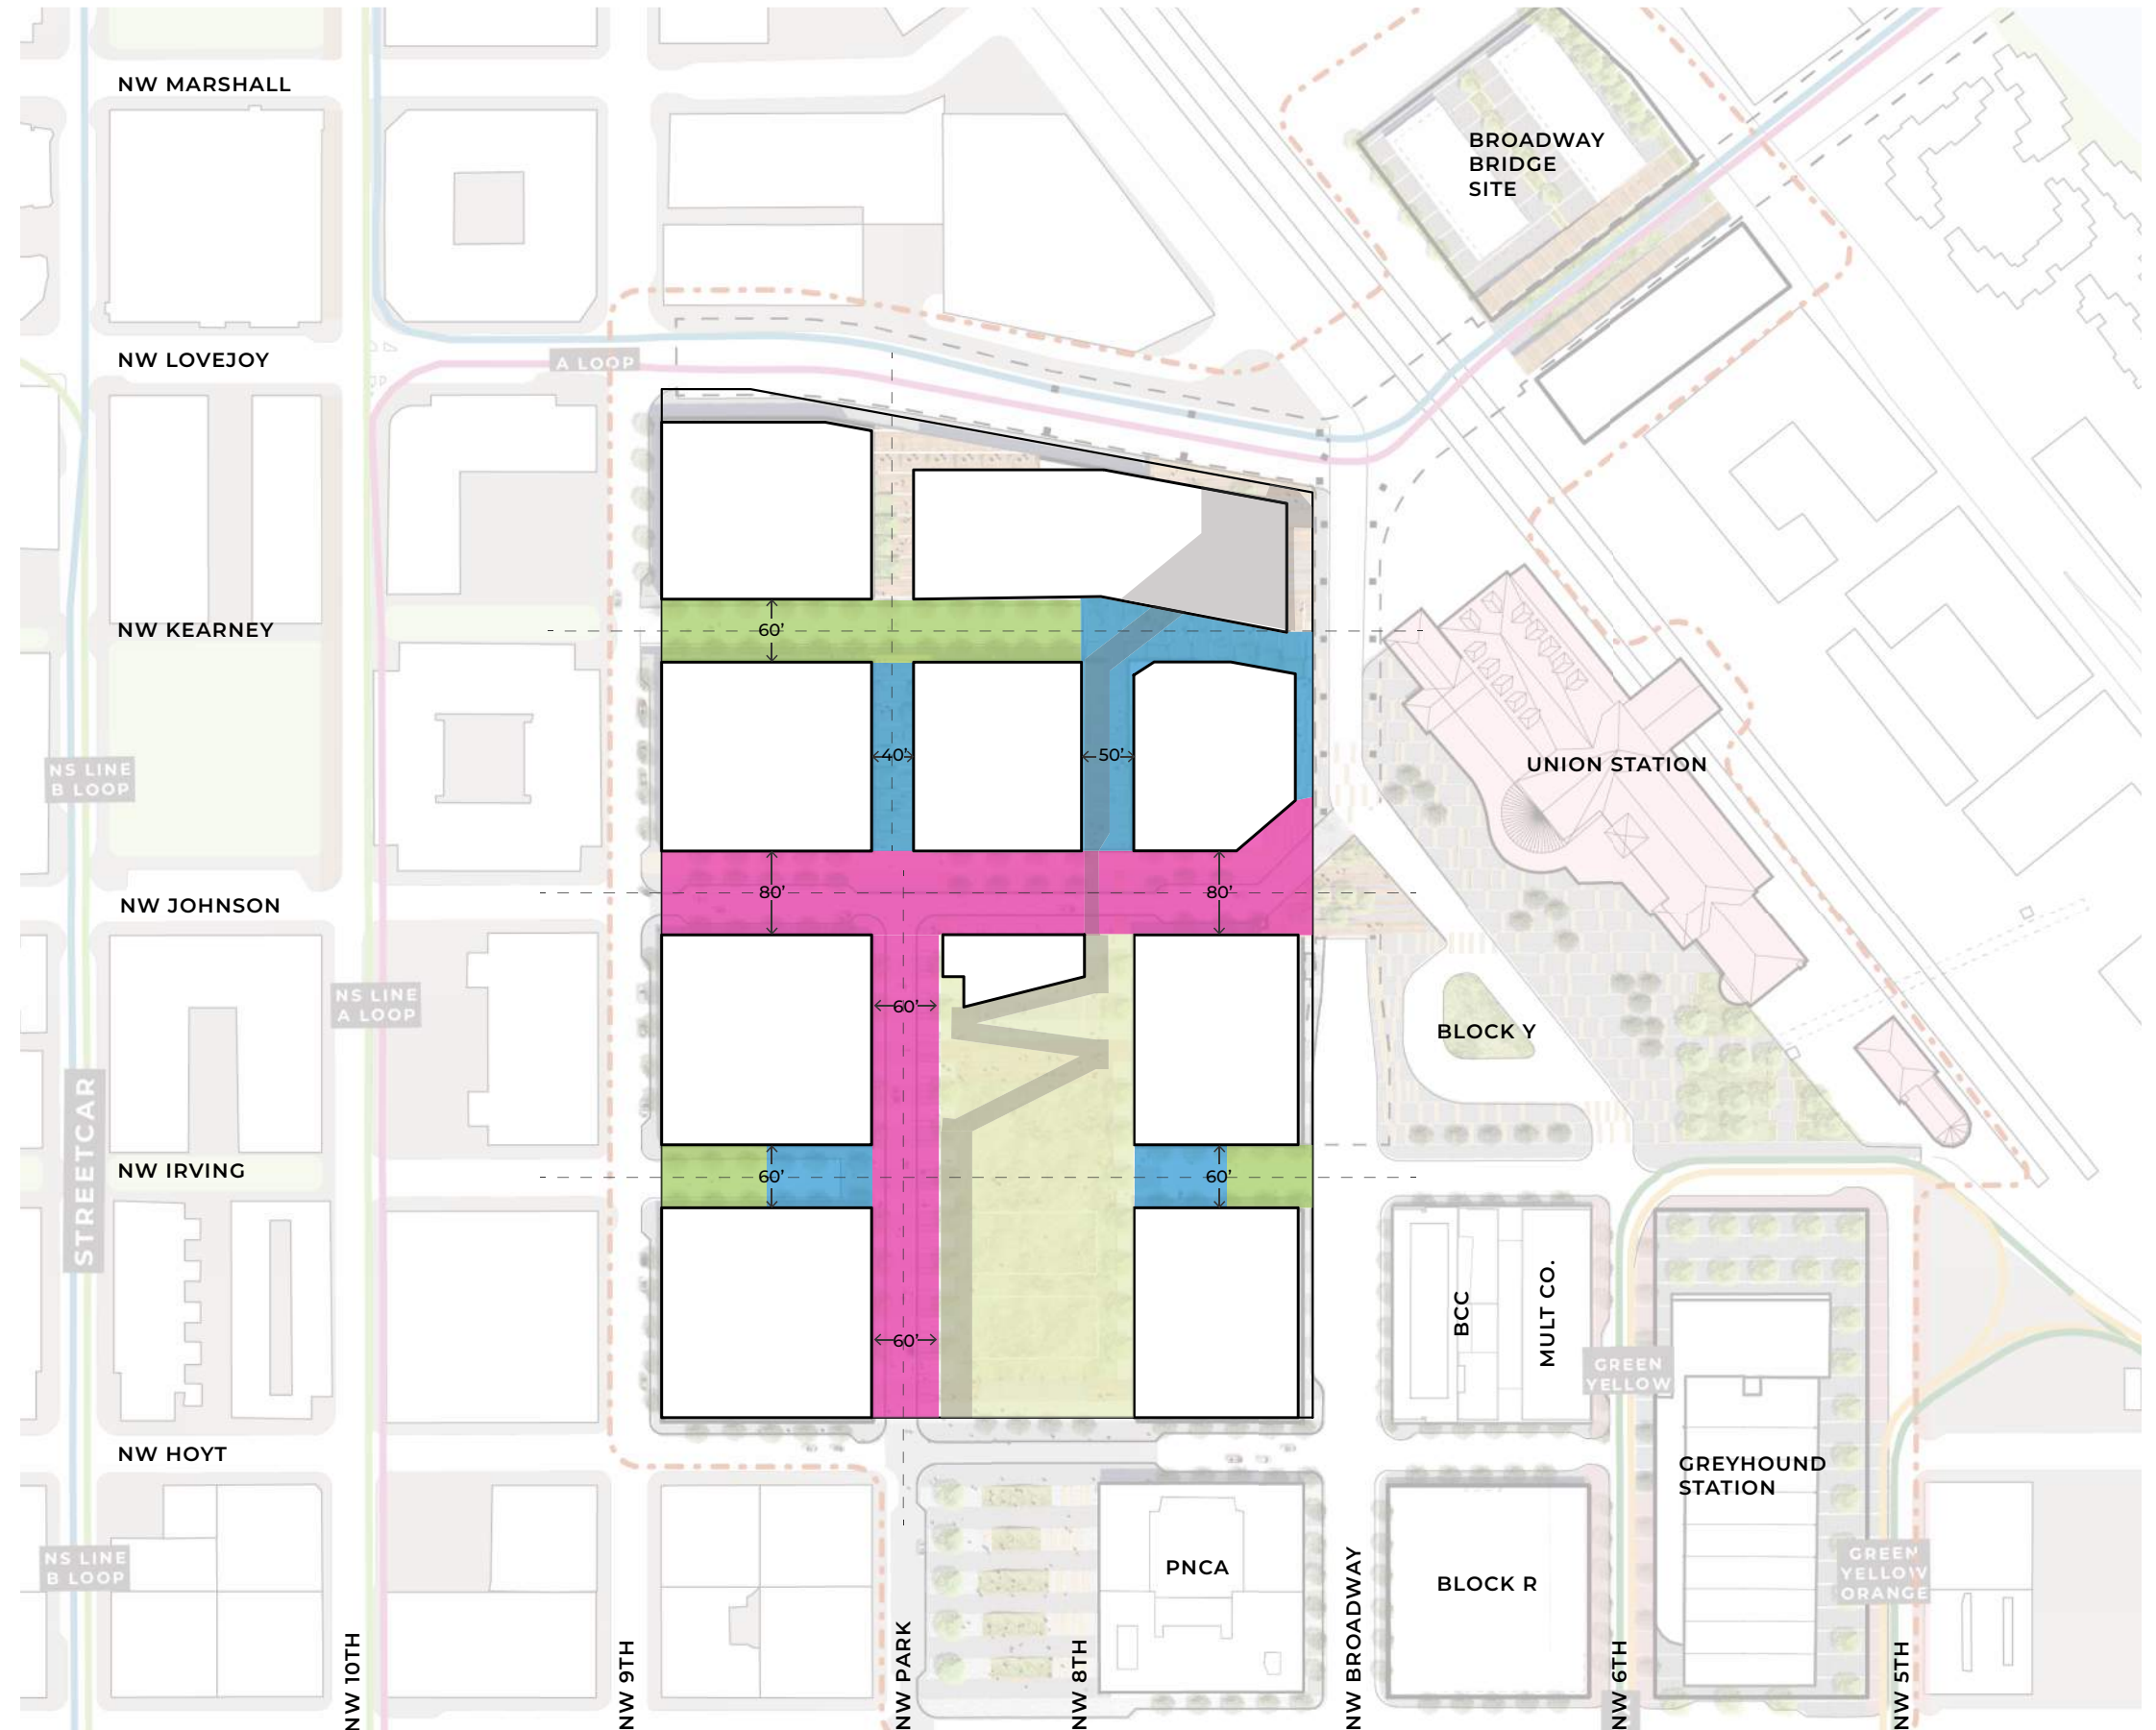 NW MARSHALL
BROADWAY
BRIDGE
SITE
NW LOVEJOY
A LOOP
NW KEARNEY
60'
40'
50'
UNION STATION
NS LINE
B LOOP
80'
80'
NW JOHNSON
NS LINE
A LOOP
60'
BLOCK Y
STREETCAR
NW IRVING
60'
60'
BCC
MULT CO.
60'
GREEN
YELLOW
NW HOYT
GREYHOUND
STATION
NS LINE
B LOOP
PNCA
BLOCK R
GREEN
YELLOW
ORANGE
NW 10TH
NW 9TH
NW PARK
NW 8TH
NW BROADWAY
NW 6TH
NW 5TH